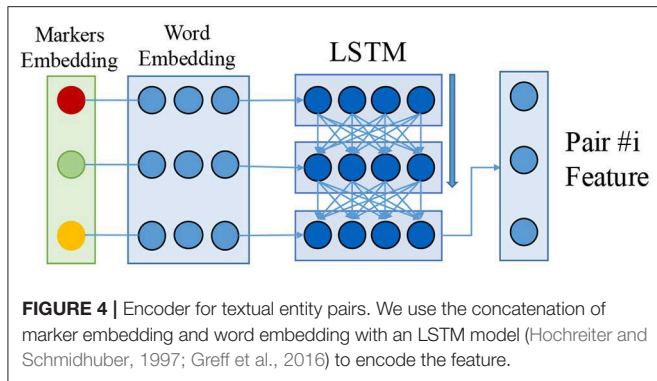 Markers
Embedding
Word
Embedding
LSTM
Pair #i
Feature
FIGURE 4 | Encoder for textual entity pairs. We use the concatenation of
marker embedding and word embedding with an LSTM model (Hochreiter and
Schmidhuber, 1997; Greff et al., 2016) to encode the feature.